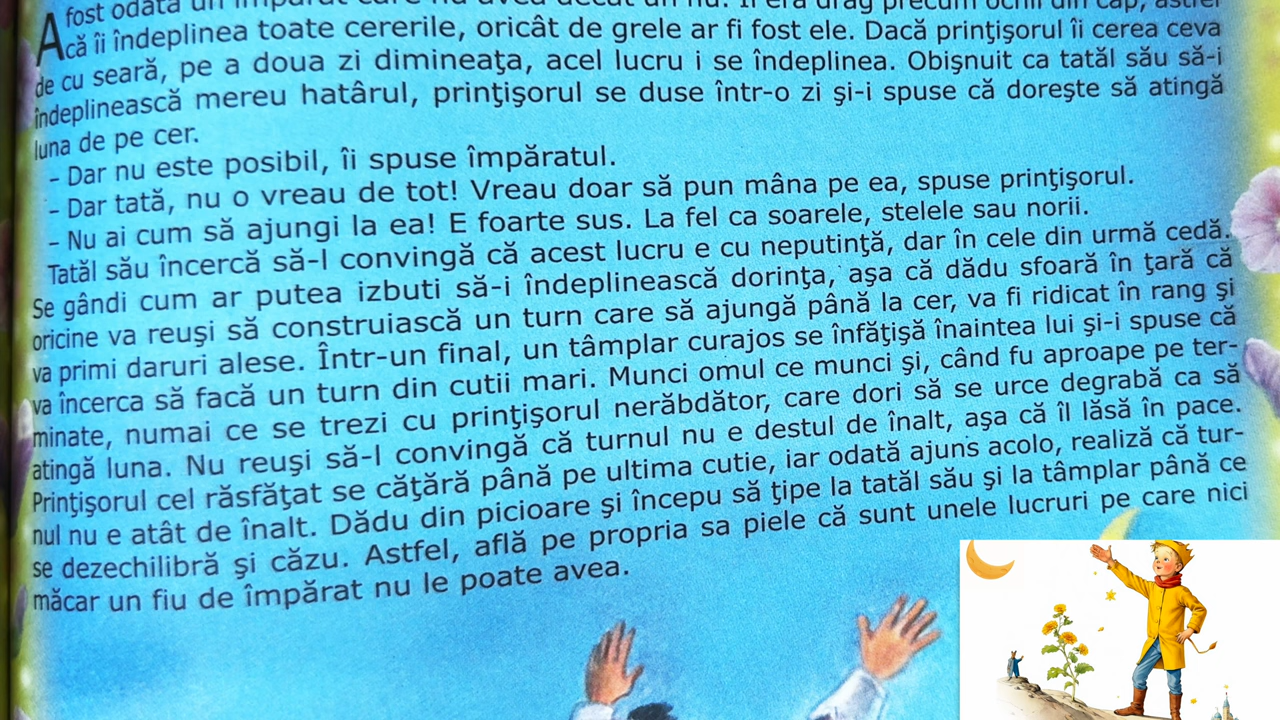 A fost odată un împărat care nu avea decât un fiu. Îi era drag precum ochii din cap, astfel
că îi îndeplinea toate cererile, oricât de grele ar fi fost ele. Dacă prinţişorul îi cerea ceva
de cu seară, pe a doua zi dimineaţa, acel lucru i se îndeplinea. Obişnuit ca tatăl său să-i
îndeplinească mereu hatârul, prinţişorul se duse într-o zi şi-i spuse că doreşte să atingă
luna de pe cer.
– Dar nu este posibil, îi spuse împăratul.
– Dar tată, nu o vreau de tot! Vreau doar să pun mâna pe ea, spuse prinţişorul.
– Nu ai cum să ajungi la ea! E foarte sus. La fel ca soarele, stelele sau norii.
Tatăl său încercă să-l convingă că acest lucru e cu neputinţă, dar în cele din urmă cedă.
Se gândi cum ar putea izbuti să-i îndeplinească dorinţa, aşa că dădu sfoară în ţară că
oricine va reuşi să construiască un turn care să ajungă până la cer, va fi ridicat în rang şi
va primi daruri alese. Într-un final, un tâmplar curajos se înfăţişă înaintea lui şi-i spuse că
va încerca să facă un turn din cutii mari. Munci omul ce munci şi, când fu aproape pe ter-
minate, numai ce se trezi cu prinţişorul nerăbdător, care dori să se urce degrabă ca să
atingă luna. Nu reuşi să-l convingă că turnul nu e destul de înalt, aşa că îl lăsă în pace.
Prinţişorul cel răsfăţat se căţără până pe ultima cutie, iar odată ajuns acolo, realiză că tur-
nul nu e atât de înalt. Dădu din picioare şi începu să ţipe la tatăl său şi la tâmplar până ce
se dezechilibră şi căzu. Astfel, află pe propria sa piele că sunt unele lucruri pe care nici
măcar un fiu de împărat nu le poate avea.